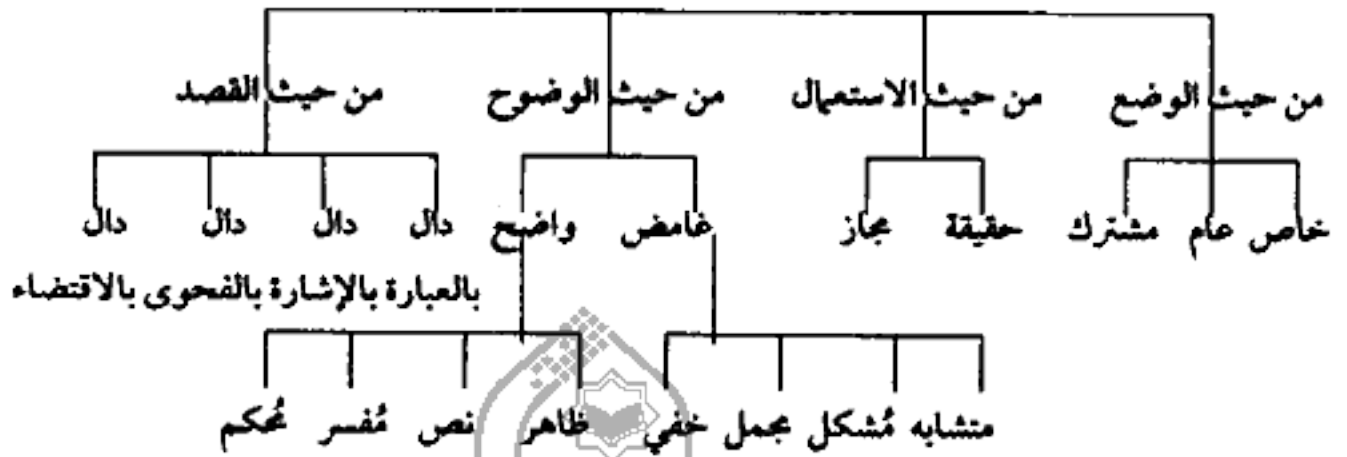 من حيث الوضع من حيث الاستعمال من حيث الوضوح من حيث القصد
خاص عام مشترك حقيقة مجاز غامض واضح دال دال دال دال
بالعبارة بالإشارة بالفحوى بالاقتضاء
متشابه مُشكل مجمل خفي ظاهر نص مُفسر مُحكم